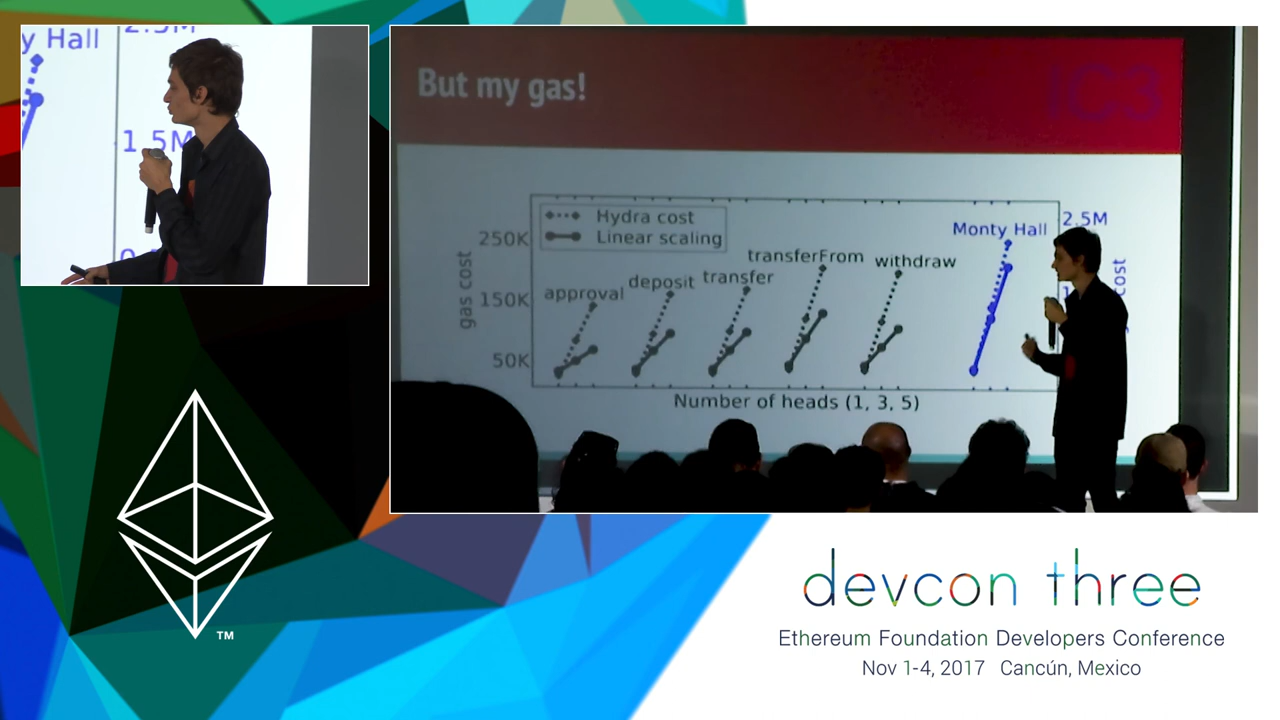 y Hall
2.5M
1.5M
But my gas!
IC3
Hydra cost
Linear scaling
gas cost
250K
150K
50K
approval
deposit
transfer
transferFrom
withdraw
Monty Hall
2.5M
cost
Number of heads (1, 3, 5)
TM
devcon three
Ethereum Foundation Developers Conference
Nov 1-4, 2017 Cancún, Mexico